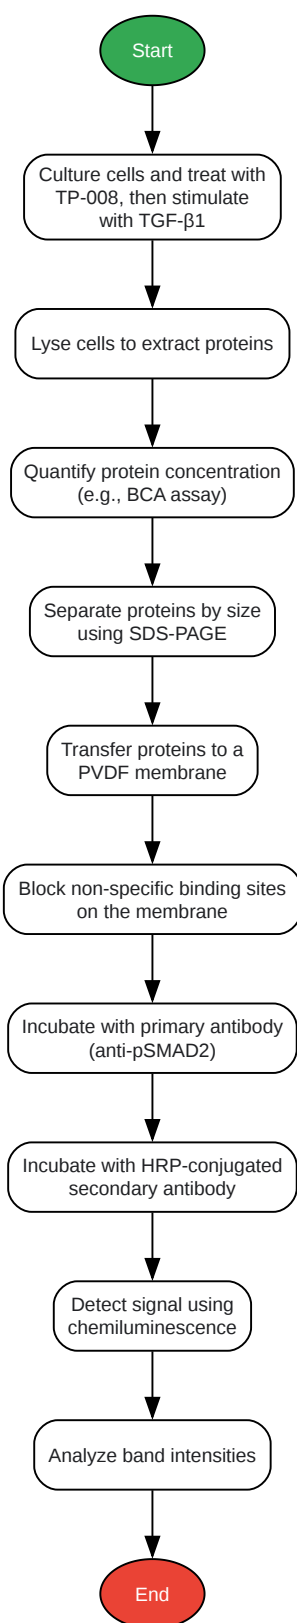 Start
Culture cells and treat with
TP-008, then stimulate
with TGF-β1
Lyse cells to extract proteins
Quantify protein concentration
(e.g., BCA assay)
Separate proteins by size
using SDS-PAGE
Transfer proteins to a
PVDF membrane
Block non-specific binding sites
on the membrane
Incubate with primary antibody
(anti-pSMAD2)
Incubate with HRP-conjugated
secondary antibody
Detect signal using
chemiluminescence
Analyze band intensities
End